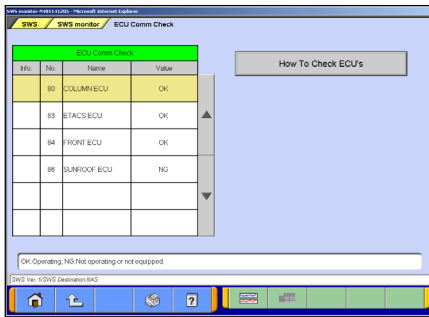 SWS monitor-M401141205 - Microsoft Internet Explorer
SWS SWS monitor ECU Comm Check
ECU Comm Check
Info. No. Name Value
80 COLUMN ECU OK
83 ETACS ECU OK
84 FRONT ECU OK
86 SUNROOF ECU NG
How To Check ECU's
OK:Operating, NG:Not operating or not equipped.
SWS Ver.:1/SWS Destination:NAS
?